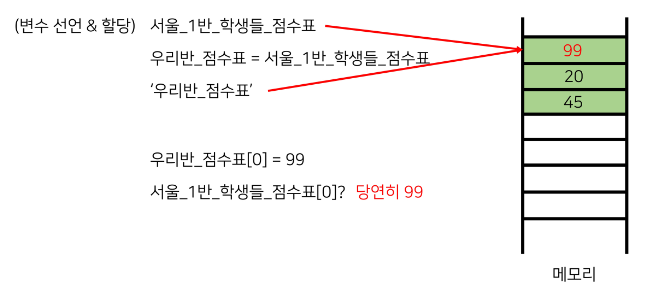 (변수 선언 & 할당) 서울_1반_학생들_점수표
우리반_점수표 = 서울_1반_학생들_점수표
‘우리반_점수표’
우리반_점수표[0] = 99
서울_1반_학생들_점수표[0]? 당연히 99
99
20
45
메모리